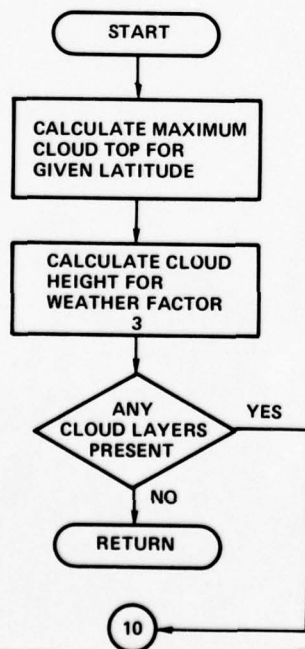 START
CALCULATE MAXIMUM
CLOUD TOP FOR
GIVEN LATITUDE
CALCULATE CLOUD
HEIGHT FOR
WEATHER FACTOR
3
ANY
CLOUD LAYERS
PRESENT
YES
NO
RETURN
10